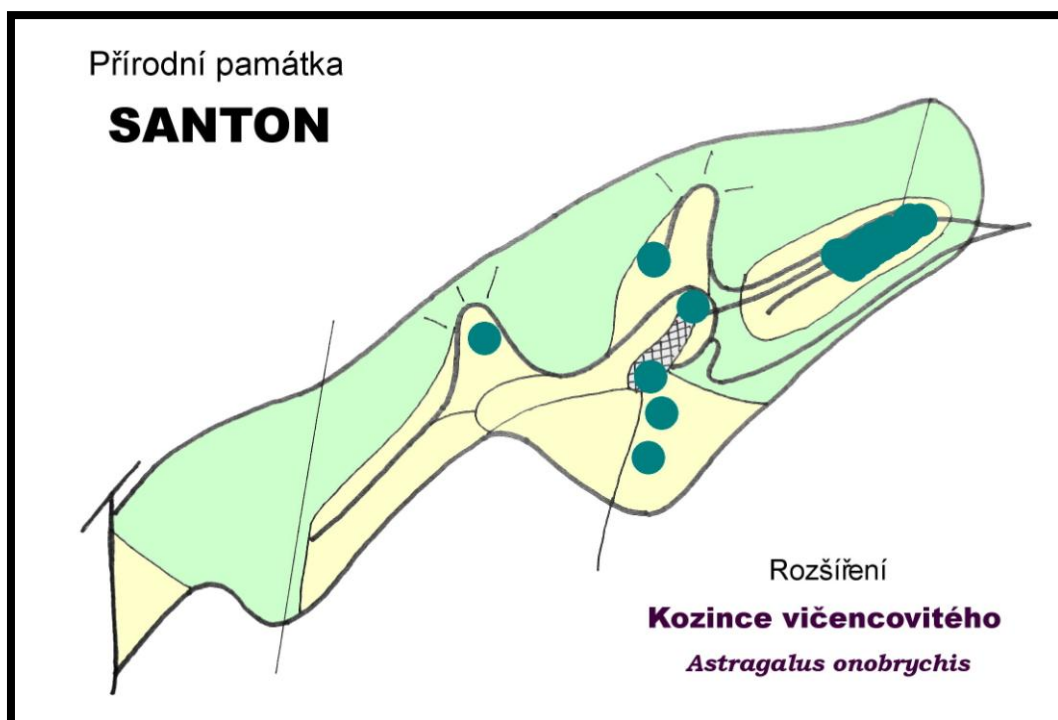 Přírodní památka
SANTON
Rozšíření
Kozince vičencovitého
Astragalus onobrychis